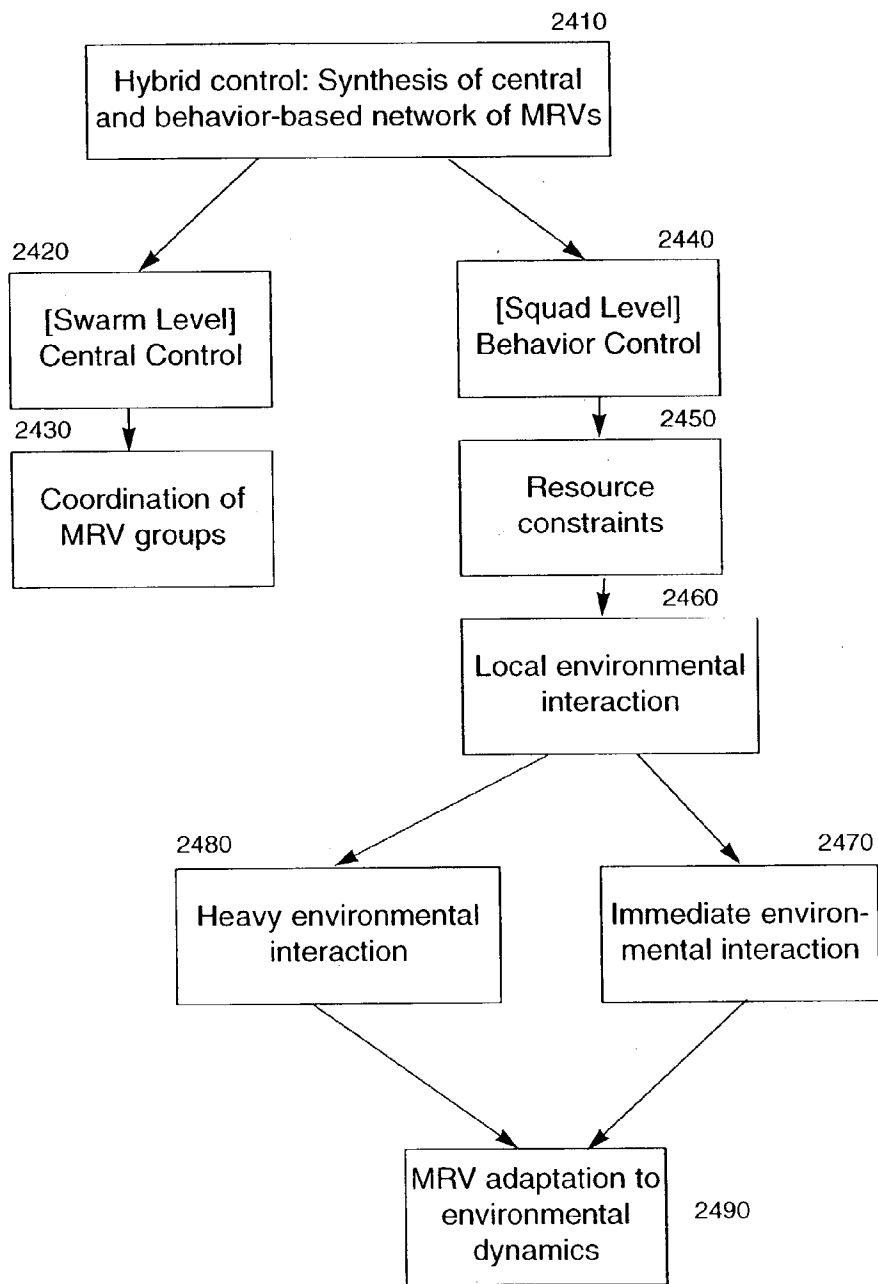 2410
Hybrid control: Synthesis of central
and behavior-based network of MRVs
2420
[Swarm Level]
Central Control
2440
[Squad Level]
Behavior Control
2430
Coordination of
MRV groups
2450
Resource
constraints
2460
Local environmental
interaction
2480
Heavy environmental
interaction
2470
Immediate environ-
mental interaction
MRV adaptation to
environmental
dynamics
2490